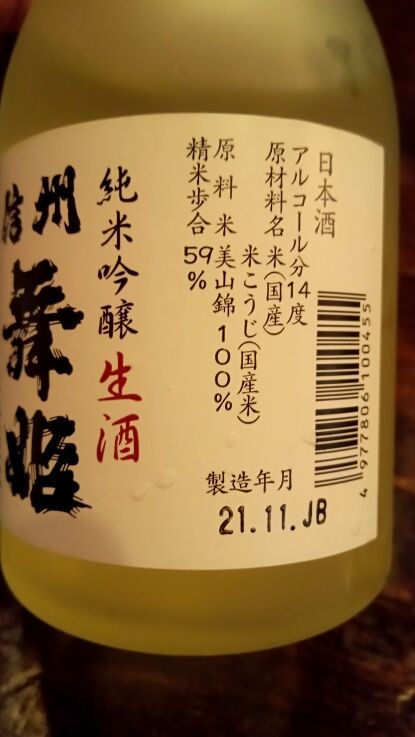 日本酒
アルコール分14度
原材料名 米(国産)
米こうじ(国産米)
原料米 美山錦100%
精米歩合 59%
製造年月
21.11.JB
4977806100455
純米吟醸 生酒
信州
舞姫